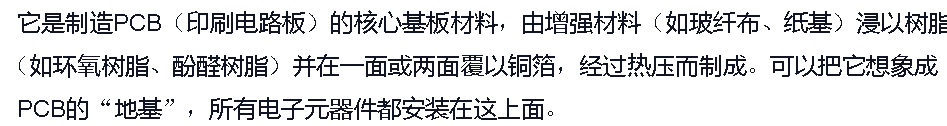 它是制造PCB（印刷电路板）的核心基板材料，由增强材料（如玻纤布、纸基）浸以树脂
（如环氧树脂、酚醛树脂）并在一面或两面覆以铜箔，经过热压而制成。可以把它想象成
PCB的“地基”，所有电子元器件都安装在这上面。